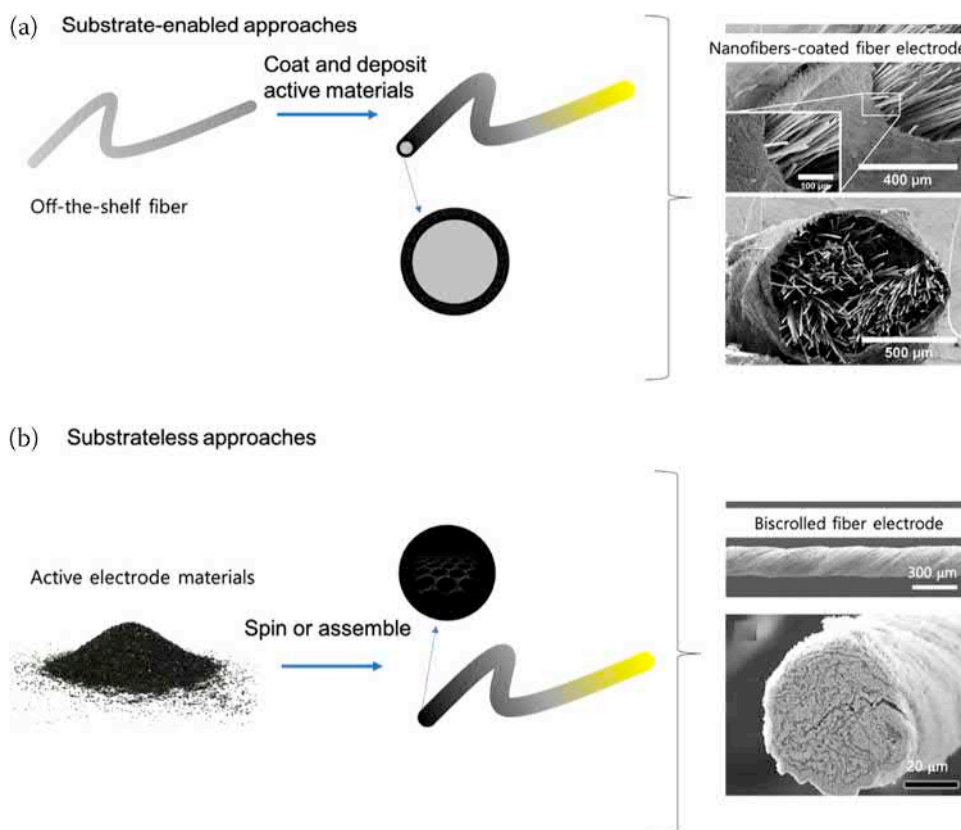 (a) Substrate-enabled approaches
Coat and deposit
active materials
Off-the-shelf fiber
Nanofibers-coated fiber electrode
100 μm
400 μm
500 μm
(b) Substrateless approaches
Active electrode materials
Spin or assemble
Biscrolled fiber electrode
300 μm
20 μm